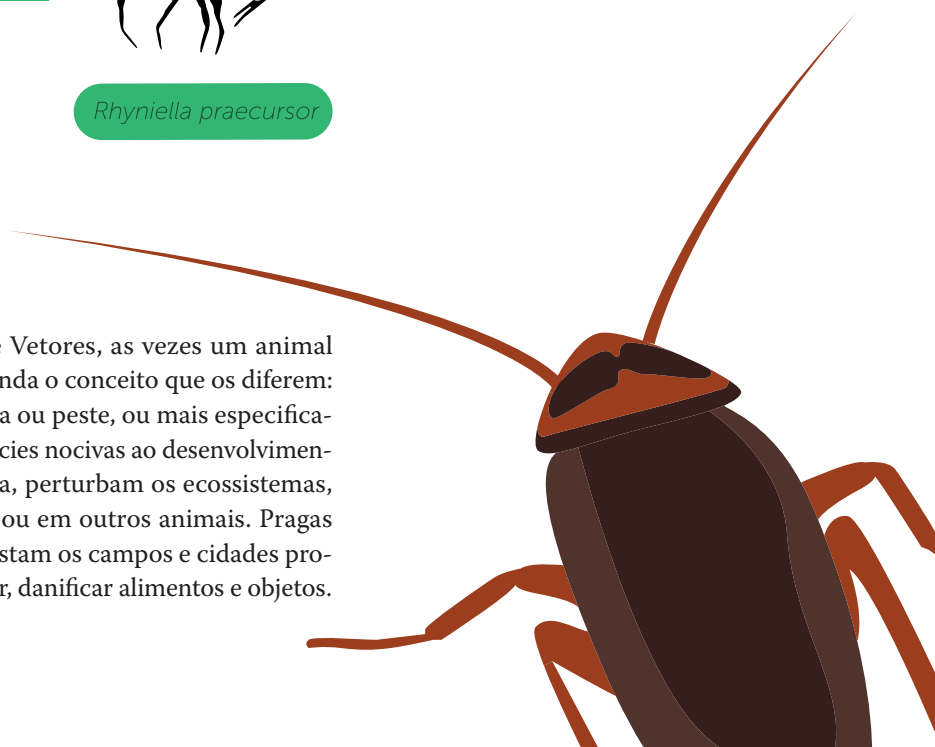 Rhyniella praecursor
e Vetores, as vezes um animal
nda o conceito que os diferem:
a ou peste, ou mais especifica-
cies nocivas ao desenvolvimen-
a, perturbam os ecossistemas,
ou em outros animais. Pragas
stam os campos e cidades pro-
r, danificar alimentos e objetos.